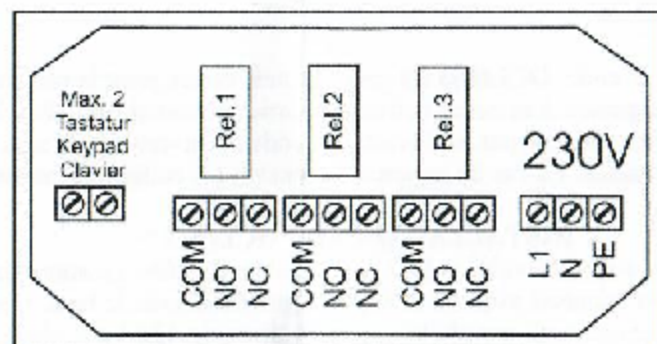 Max. 2
Tastatur
Keypad
Clavier
Rel.1
Rel.2
Rel.3
230V
COM
NO
NC
COM
NO
NC
COM
NO
NC
L1
N
PE